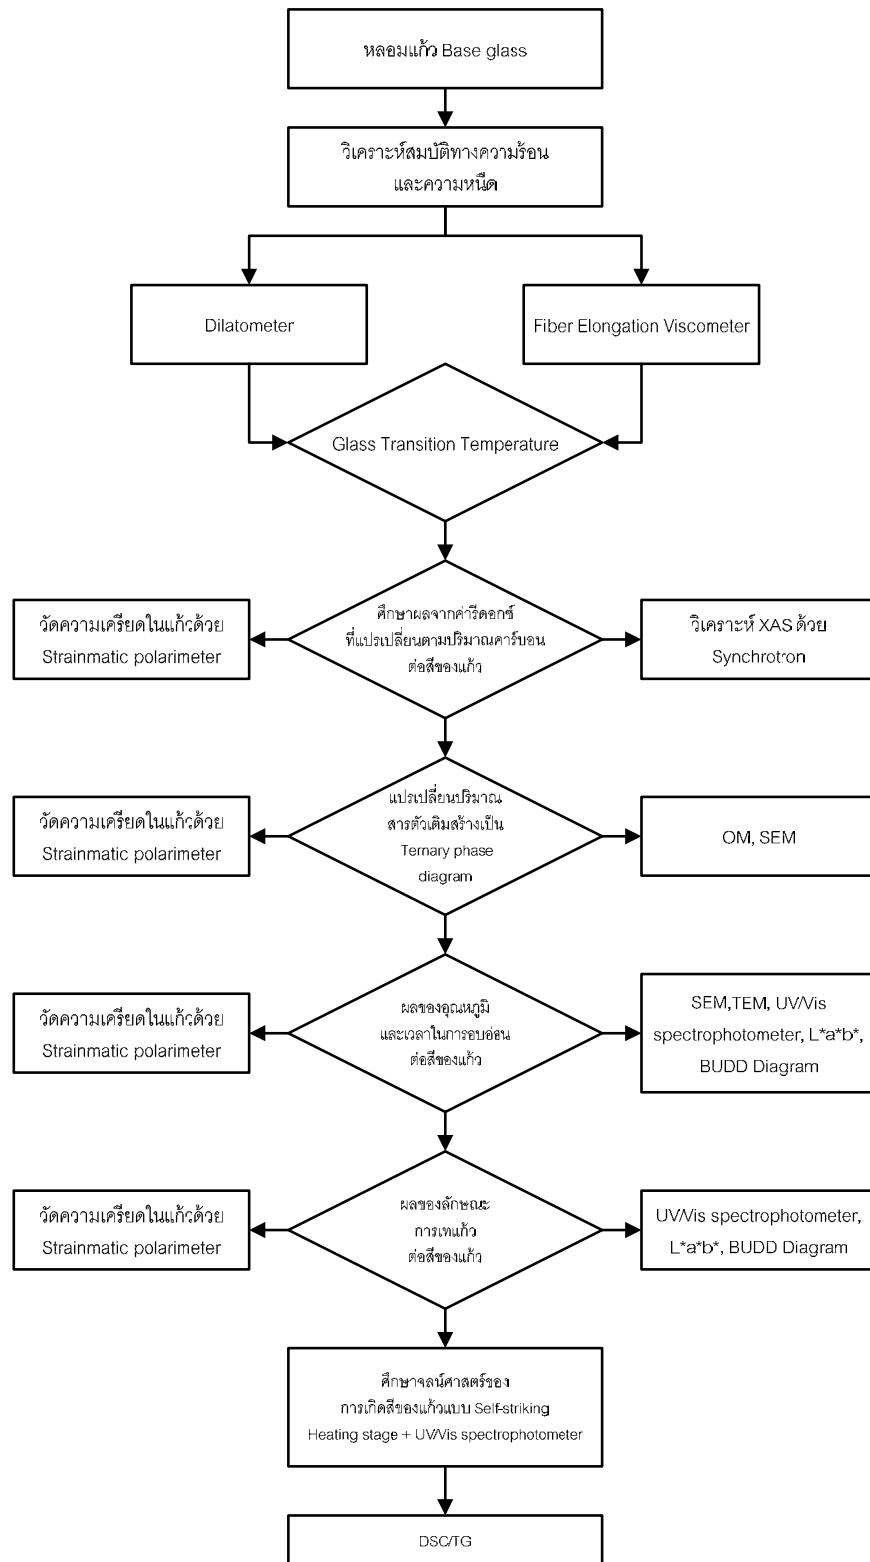 หลอมแก้ว Base glass
วิเคราะห์สมบัติทางความร้อน
และความหนืด
Dilatometer
Fiber Elongation Viscometer
Glass Transition Temperature
วัดความเครียดในแก้วด้วย
Strainmatic polarimeter
ศึกษาผลจากค่ารีดอกซ์
ที่แปรเปลี่ยนตามปริมาณคาร์บอน
ต่อสีของแก้ว
วิเคราะห์ XAS ด้วย
Synchrotron
วัดความเครียดในแก้วด้วย
Strainmatic polarimeter
แปรเปลี่ยนปริมาณ
สารตัวเติมสร้างเป็น
Ternary phase
diagram
OM, SEM
วัดความเครียดในแก้วด้วย
Strainmatic polarimeter
ผลของอุณหภูมิ
และเวลาในการอบอ่อน
ต่อสีของแก้ว
SEM,TEM, UV/Vis
spectrophotometer, L*a*b*,
BUDD Diagram
วัดความเครียดในแก้วด้วย
Strainmatic polarimeter
ผลของลักษณะ
การเทแก้ว
ต่อสีของแก้ว
UV/Vis spectrophotometer,
L*a*b*, BUDD Diagram
ศึกษาจลน์ศาสตร์ของ
การเกิดสีของแก้วแบบ Self-striking
Heating stage + UV/Vis spectrophotometer
DSC/TG